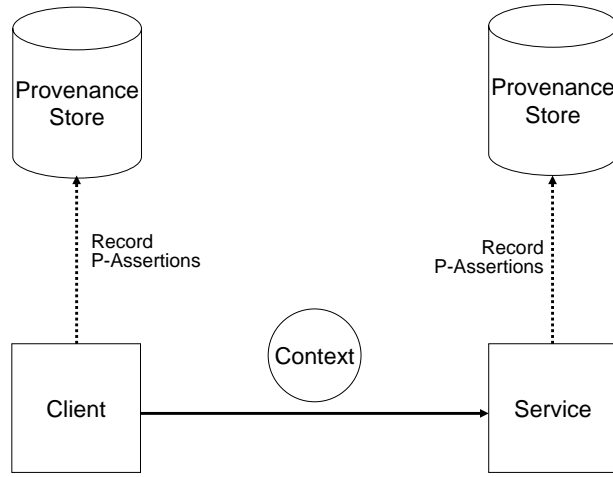 Provenance
Store
Provenance
Store
Record
P-Assertions
Record
P-Assertions
Context
Client
Service